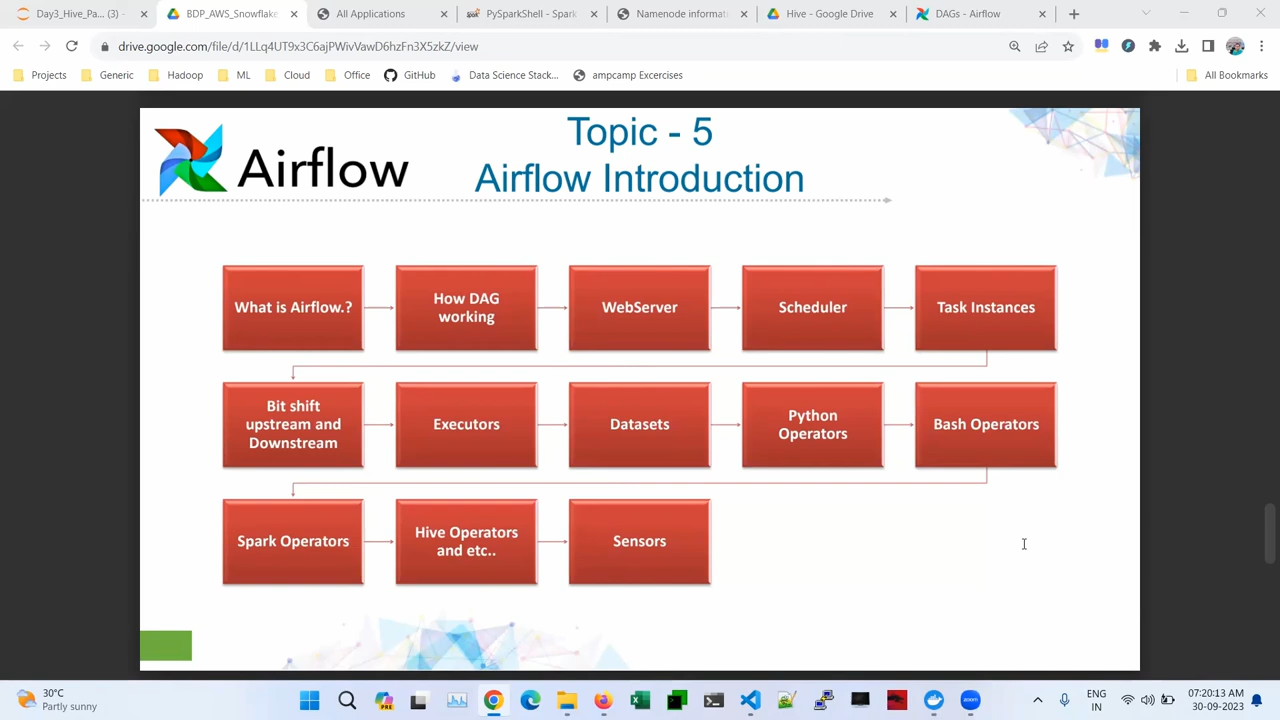 Day3_Hive_Pa... (3)
BDP_AWS_Snowflake
All Applications
PySparkShell - Spark
Namenode informati
Hive - Google Drive
DAGs - Airflow
drive.google.com/file/d/1LLq4UT9x3C6ajPWivVawD6hzFn3X5zkZ/view
Projects
Generic
Hadoop
ML
Cloud
Office
GitHub
Data Science Stack...
ampcamp Excercises
All Bookmarks
Airflow
Topic - 5
Airflow Introduction
What is Airflow.?
How DAG
working
WebServer
Scheduler
Task Instances
Bit shift
upstream and
Downstream
Executors
Datasets
Python
Operators
Bash Operators
Spark Operators
Hive Operators
and etc..
Sensors
30°C
Partly sunny
PRE
zoom
ENG
IN
07:20:13 AM
30-09-2023